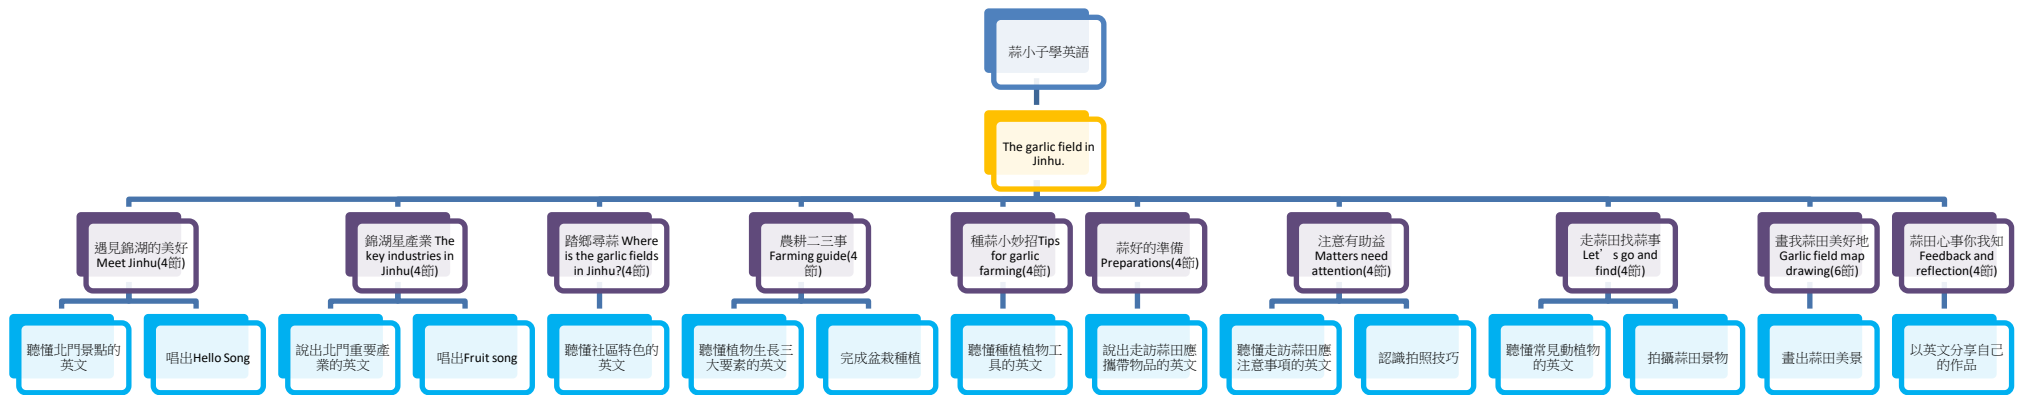 蒜小子學英語
The garlic field in
Jinhu.
遇見錦湖的美好
Meet Jinhu(4節)
錦湖星產業 The
key industries in
Jinhu(4節)
踏鄉尋蒜 Where
is the garlic fields
in Jinhu?(4節)
農耕二三事
Farming guide(4
節)
種蒜小妙招Tips
for garlic
farming(4節)
蒜好的準備
Preparations(4節)
注意有助益
Matters need
attention(4節)
走蒜田找蒜事
Let’s go and
find(4節)
畫我蒜田美好地
Garlic field map
drawing(6節)
蒜田心事你我知
Feedback and
reflection(4節)
聽懂北門景點的
英文
唱出Hello Song
說出北門重要產
業的英文
唱出Fruit song
聽懂社區特色的
英文
聽懂植物生長三
大要素的英文
完成盆栽種植
聽懂種植植物工
具的英文
說出走訪蒜田應
攜帶物品的英文
聽懂走訪蒜田應
注意事項的英文
認識拍照技巧
聽懂常見動植物
的英文
拍攝蒜田景物
畫出蒜田美景
以英文分享自己
的作品